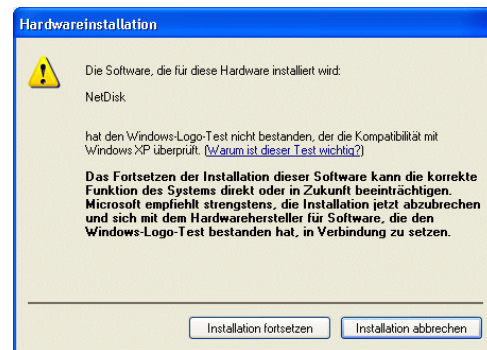 Hardwareinstallation
Die Software, die für diese Hardware installiert wird:
NetDisk
hat den Windows-Logo-Test nicht bestanden, der die Kompatibilität mit
Windows XP überprüft. (Warum ist dieser Test wichtig?)
Das Fortsetzen der Installation dieser Software kann die korrekte
Funktion des Systems direkt oder in Zukunft beeinträchtigen.
Microsoft empfiehlt strengstens, die Installation jetzt abzubrechen
und sich mit dem Hardwarehersteller für Software, die den
Windows-Logo-Test bestanden hat, in Verbindung zu setzen.
Installation fortsetzen
Installation abbrechen